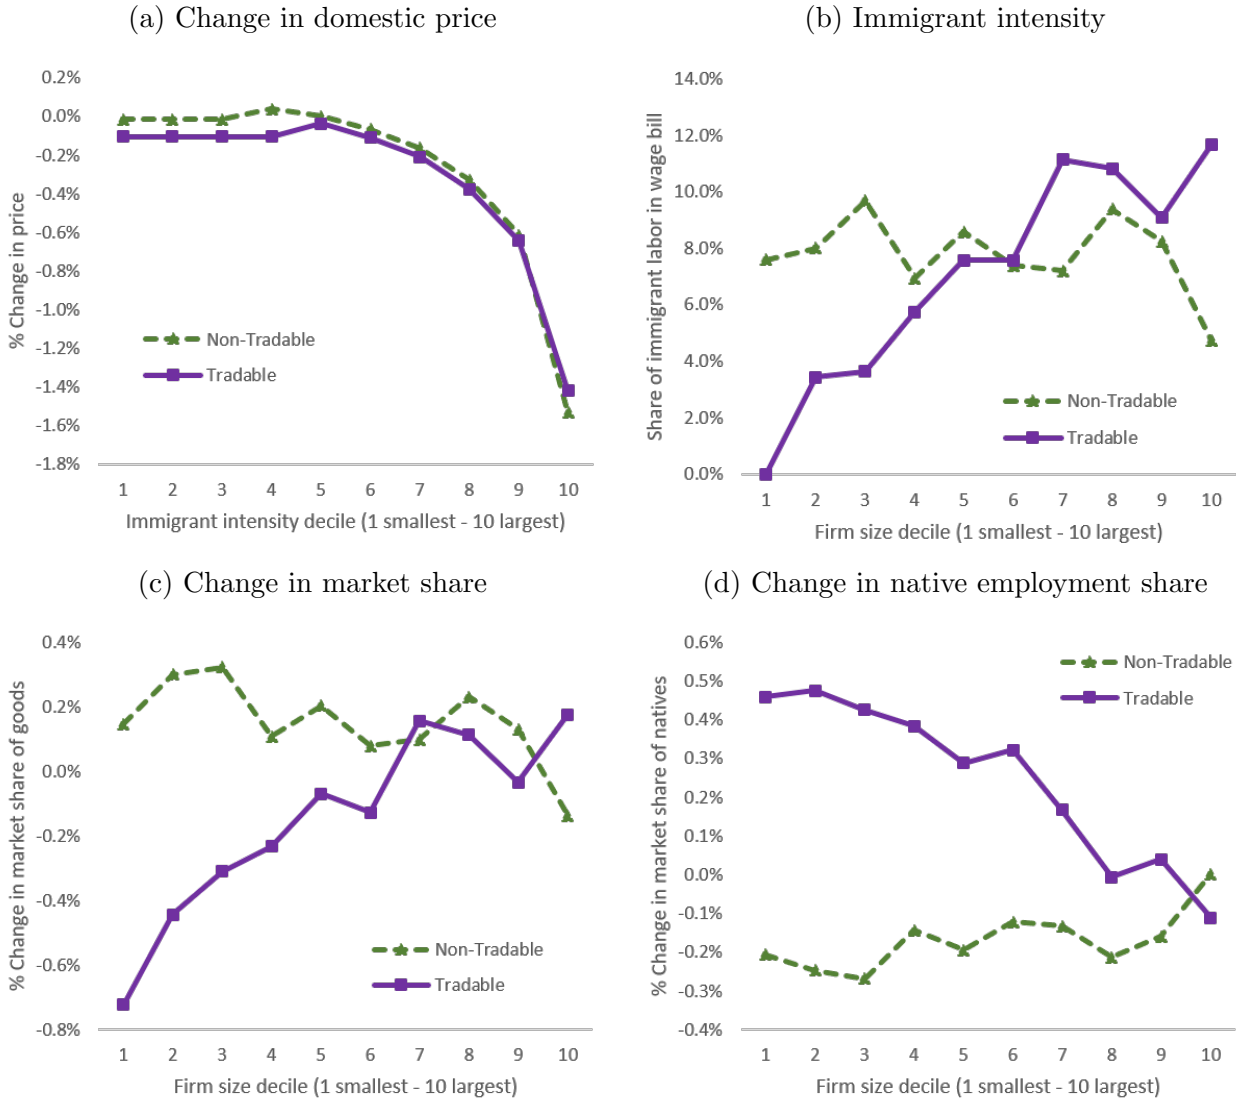 (a) Change in domestic price
% Change in price
0.2%
0.0%
-0.2%
-0.4%
-0.6%
-0.8%
-1.0%
-1.2%
-1.4%
-1.6%
-1.8%
Non-Tradable
Tradable
1 2 3 4 5 6 7 8 9 10
Immigrant intensity decile (1 smallest - 10 largest)
(b) Immigrant intensity
Share of immigrant labor in wage bill
14.0%
12.0%
10.0%
8.0%
6.0%
4.0%
2.0%
0.0%
Non-Tradable
Tradable
1 2 3 4 5 6 7 8 9 10
Firm size decile (1 smallest - 10 largest)
(c) Change in market share
% Change in market share of goods
0.4%
0.2%
0.0%
-0.2%
-0.4%
-0.6%
-0.8%
Non-Tradable
Tradable
1 2 3 4 5 6 7 8 9 10
Firm size decile (1 smallest - 10 largest)
(d) Change in native employment share
% Change in market share of natives
0.6%
0.5%
0.4%
0.3%
0.2%
0.1%
0.0%
-0.1%
-0.2%
-0.3%
-0.4%
Non-Tradable
Tradable
1 2 3 4 5 6 7 8 9 10
Firm size decile (1 smallest - 10 largest)